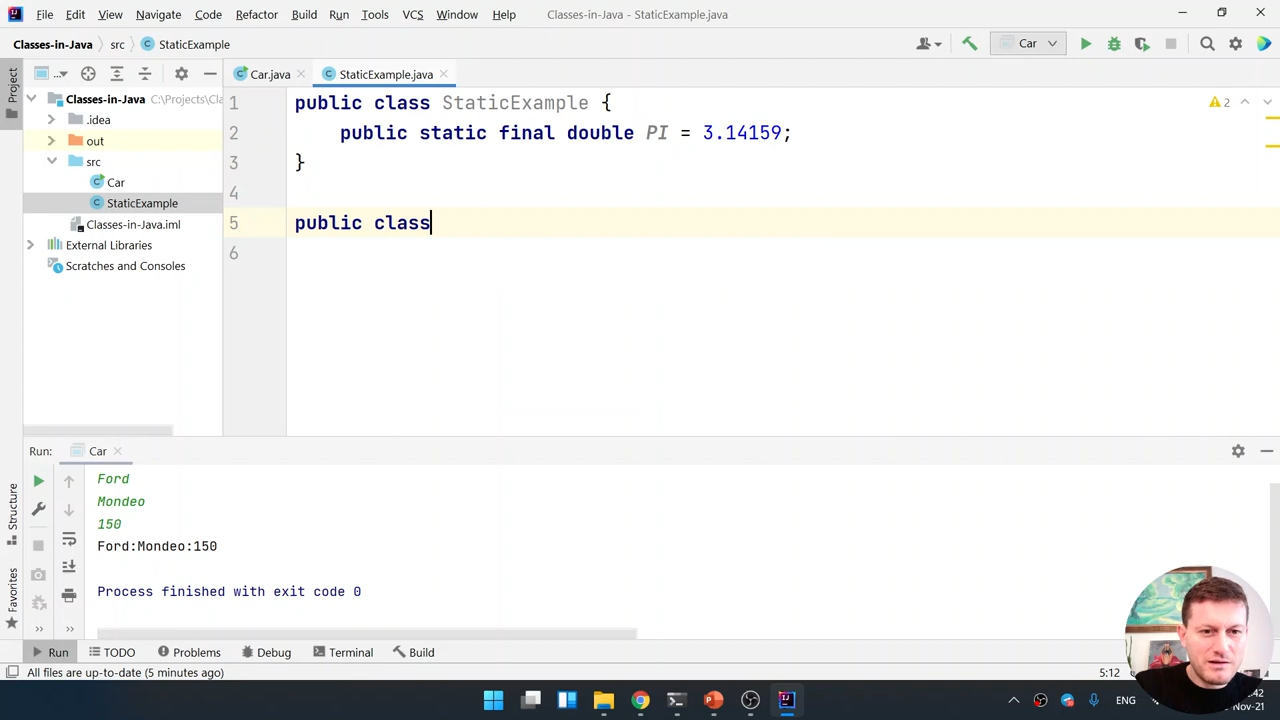 File Edit View Navigate Code Refactor Build Run Tools VCS Window Help Classes-in-Java - StaticExample.java
Classes-in-Java src StaticExample Car
Project
... Car.java StaticExample.java
Classes-in-Java C:\Projects\Cla
.idea
out
src
Car
StaticExample
Classes-in-Java.iml
External Libraries
Scratches and Consoles
1 public class StaticExample { 2
2 public static final double PI = 3.14159;
3 }
4
5 public class
6
Run: Car
Ford
Mondeo
150
Ford:Mondeo:150
Process finished with exit code 0
Structure
Favorites
Run TODO Problems Debug Terminal Build
All files are up-to-date (5 minutes ago) 5:12
ENG